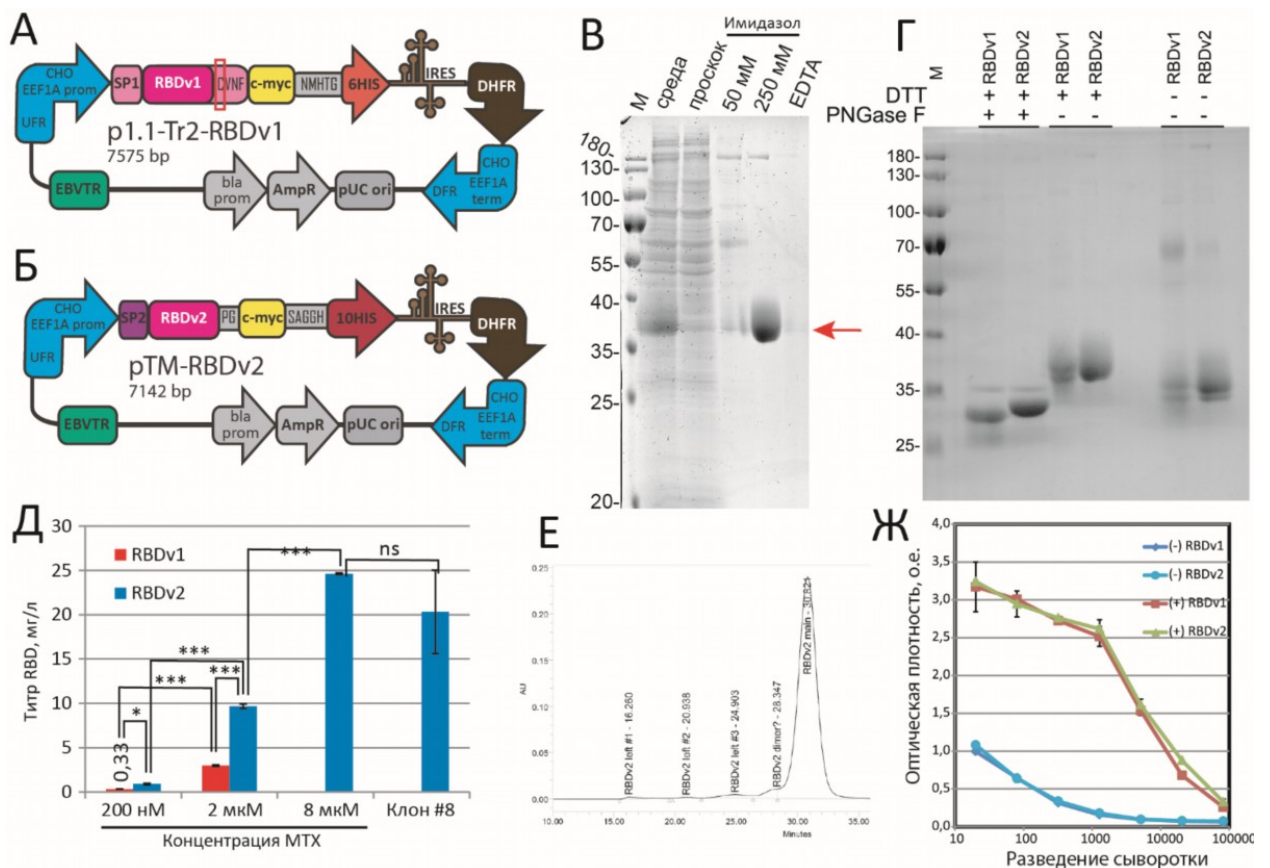 А
CHO
EEF1A prom
UFR
SP1
RBDv1
CVNF
c-myc
NMHTG
6HIS
IRES
DHFR
p1.1-Tr2-RBDv1
7575 bp
EBVTR
bla
prom
AmpR
pUC ori
DFR
CHO
EEF1A
term
Б
CHO
EEF1A prom
UFR
SP2
RBDv2
PG
c-myc
SAGGH
10HIS
IRES
DHFR
pTM-RBDv2
7142 bp
EBVTR
bla
prom
AmpR
pUC ori
DFR
CHO
EEF1A
term
В
Имидазол
М
среда
проскок
50 мМ
250 мМ
EDTA
180-
130-
100-
70-
55-
40-
35-
25-
20-
Г
М
+ RBDv1
+ RBDv2
+ RBDv1
+ RBDv2
- RBDv1
- RBDv2
DTT
PNGase F + + - - - -
180-
130-
100-
70-
55-
40-
35-
25-
Д
Титр RBD, мг/л
30
25
20
15
10
5
0
RBDv1
RBDv2
0,33
*
***
***
***
***
ns
200 нМ 2 мкМ 8 мкМ Клон #8
Концентрация МТХ
Е
AU
0.25
0.20
0.15
0.10
0.05
0.00
RBDv2 left #1 - 16.260
RBDv2 left #2 - 20.938
RBDv2 left #3 - 24.903
RBDv2 dimor? - 28.347
RBDv2 main - 30.821
10.00 15.00 20.00 25.00 30.00 35.00
Minutes
Ж
Оптическая плотность, о.е.
4,0
3,5
3,0
2,5
2,0
1,5
1,0
0,5
0,0
(-) RBDv1
(-) RBDv2
(+) RBDv1
(+) RBDv2
10 100 1000 10000 100000
Разведение сыворотки